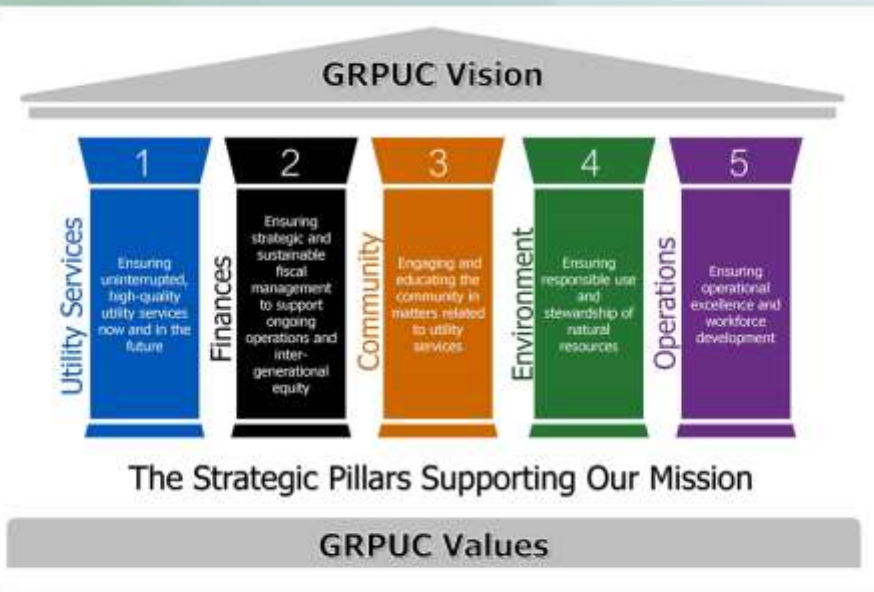 GRPUC Vision
1
Utility Services
Ensuring
uninterrupted,
high-quality
utility services
now and in the
future
2
Finances
Ensuring
strategic and
sustainable
fiscal
management
to support
ongoing
operations and
inter-
generational
equity
3
Community
Engaging and
educating the
community in
matters related
to utility
services
4
Environment
Ensuring
responsible use
and
stewardship of
natural
resources
5
Operations
Ensuring
operational
excellence and
workforce
development
The Strategic Pillars Supporting Our Mission
GRPUC Values